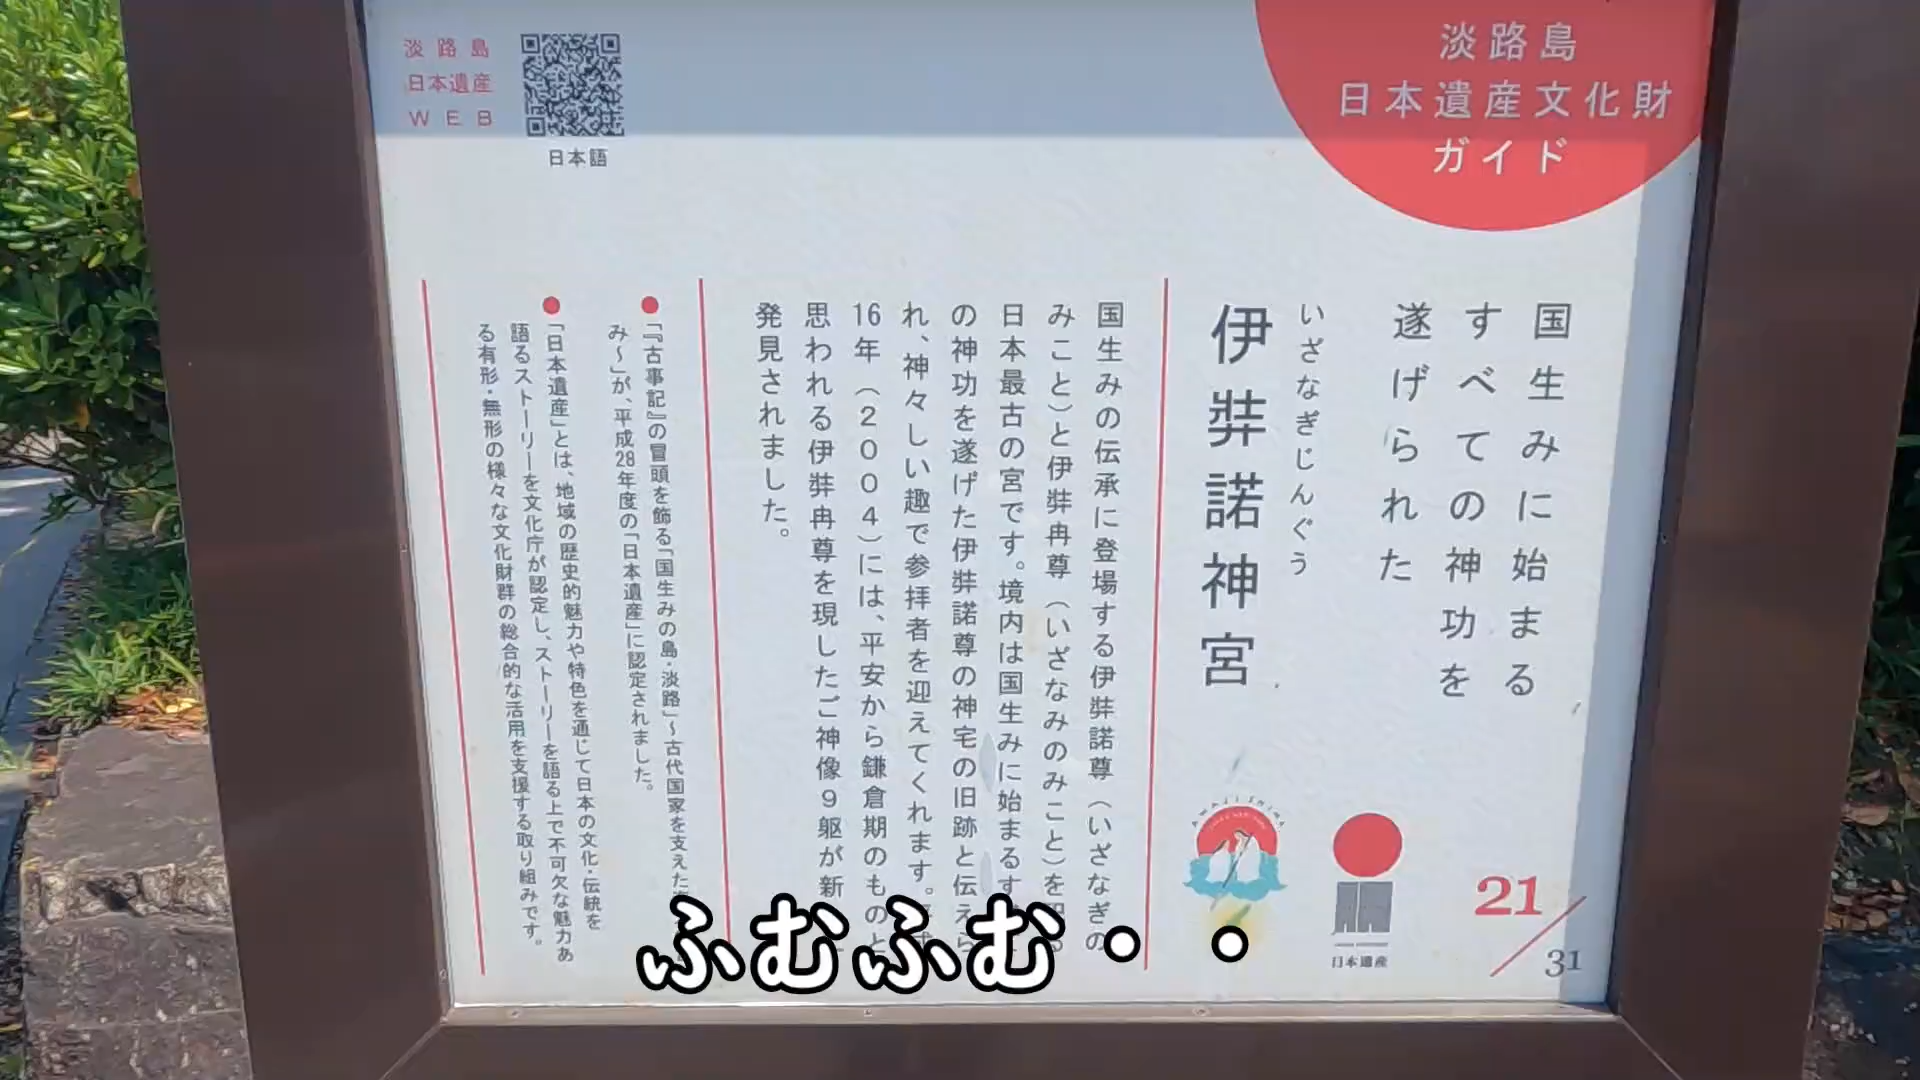 淡路島
日本遺産文化財
ガイド
淡路島
日本遺産
WEB
日本語
国生みに始まる
すべての神功を
遂げられた
いざなぎじんぐう
伊弉諾神宮
国生みの伝承に登場する伊弉諾尊（いざなぎの
みこと）と伊弉冉尊（いざなみのみこと）を
日本最古の宮です。境内は国生みに始まるす
の神功を遂げた伊弉諾尊の神宅の旧跡と伝えら
れ、神々しい趣で参拝者を迎えてくれます。
16年（2004）には、平安から鎌倉期のものと
思われる伊弉冉尊を現したご神像9躯が新
発見されました。
●「『古事記』の冒頭を飾る「国生みの島・淡路」〜古代国家を支えた
み〜」が、平成28年度の「日本遺産」に認定されました。
●「日本遺産」とは、地域の歴史的魅力や特色を通じて日本の文化・伝統を
語るストーリーを文化庁が認定し、ストーリーを語る上で不可欠な魅力あ
る有形・無形の様々な文化財群の総合的な活用を支援する取り組みです。
AWAJISHIMA
日本遺産
21/31
ふむふむ・・